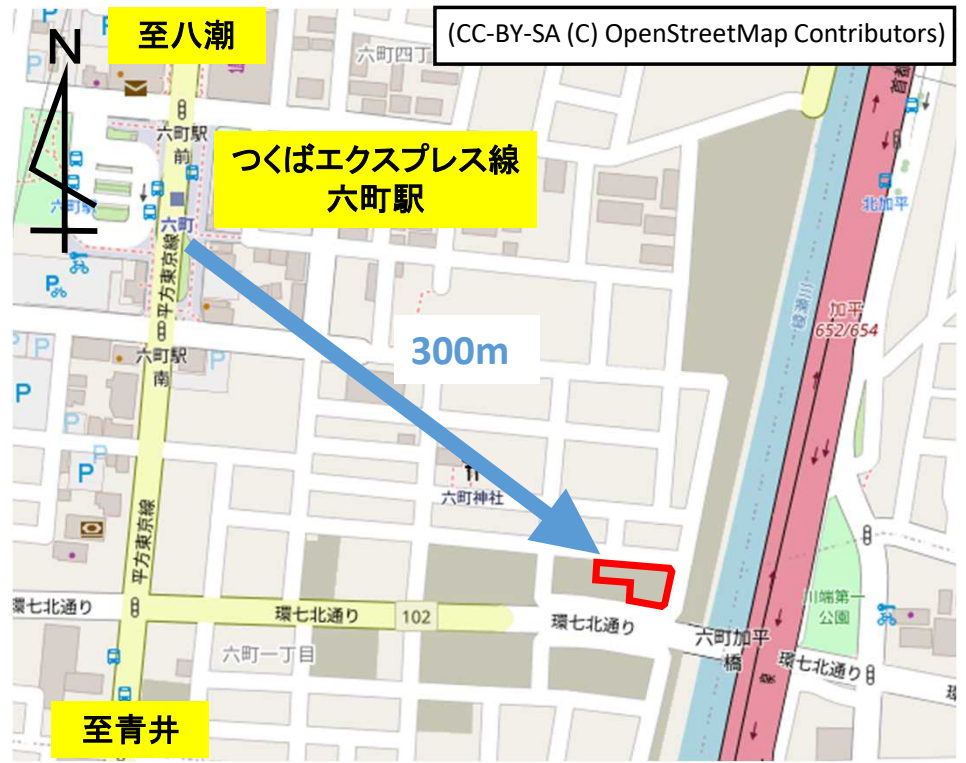 N
至八潮
(CC-BY-SA (C) OpenStreetMap Contributors)
六町四丁
六町駅
前
つくばエクスプレス線
六町駅
六町
北加平
平方東京線
300m
綾瀬川
加平
652/654
六町駅
南
P
P
P
P
P
六町神社
平方東京線
環七北通り
環七北通り
102
環七北通り
六町加平
橋
川端第一
公園
環七北通り
六町一丁目
至青井